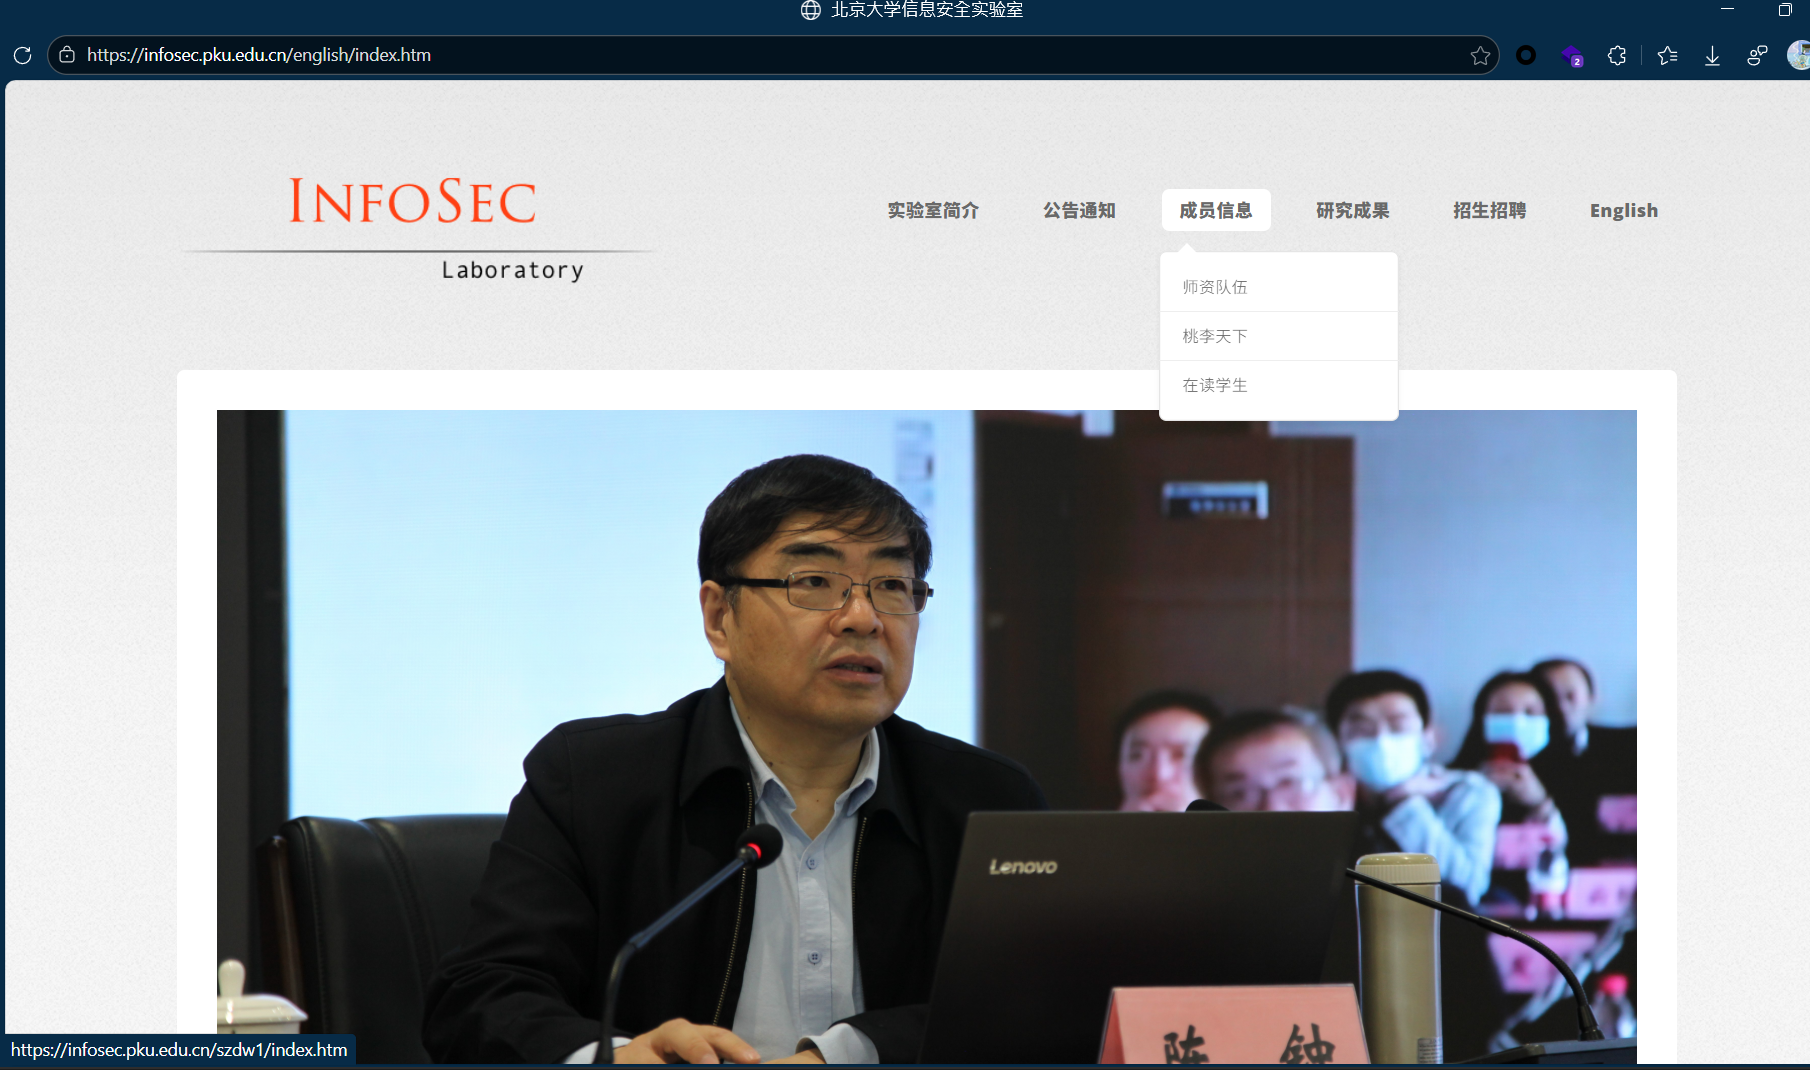 北京大学信息安全实验室
https://infosec.pku.edu.cn/english/index.htm
2
INFOSEC
Laboratory
实验室简介 公告通知 成员信息 研究成果 招生招聘 English
师资队伍
桃李天下
在读学生
Lenovo
陈 钟
https://infosec.pku.edu.cn/szdw1/index.htm